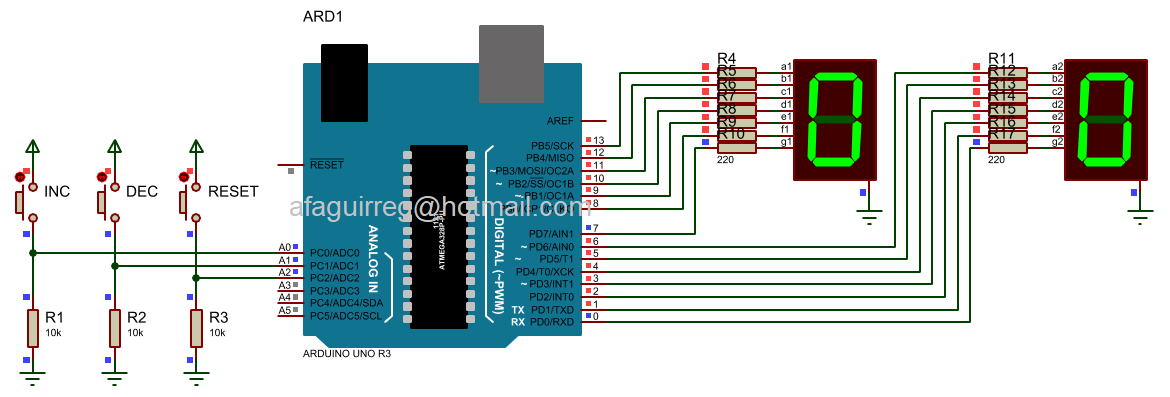 ARD1
R4
R5
R6
R7
R8
R9
R10
220
a1
b1
c1
d1
e1
f1
g1
R11
R12
R13
R14
R15
R16
R17
220
a2
b2
c2
d2
e2
f2
g2
INC
DEC
RESET
R1
10k
R2
10k
R3
10k
RESET
AREF
A0
A1
A2
A3
A4
A5
PC0/ADC0
PC1/ADC1
PC2/ADC2
PC3/ADC3
PC4/ADC4/SDA
PC5/ADC5/SCL
ANALOG IN
ATMEGA328P-PU
DIGITAL (~PWM)
PB5/SCK 13
PB4/MISO 12
~PB3/MOSI/OC2A 11
~ PB2/SS/OC1B 10
~ PB1/OC1A 9
8
PD7/AIN1 7
~ PD6/AIN0 6
~ PD5/T1 5
PD4/T0/XCK 4
~ PD3/INT1 3
PD2/INT0 2
TX PD1/TXD 1
RX PD0/RXD 0
afaguirreg@hotmail.com
ARDUINO UNO R3